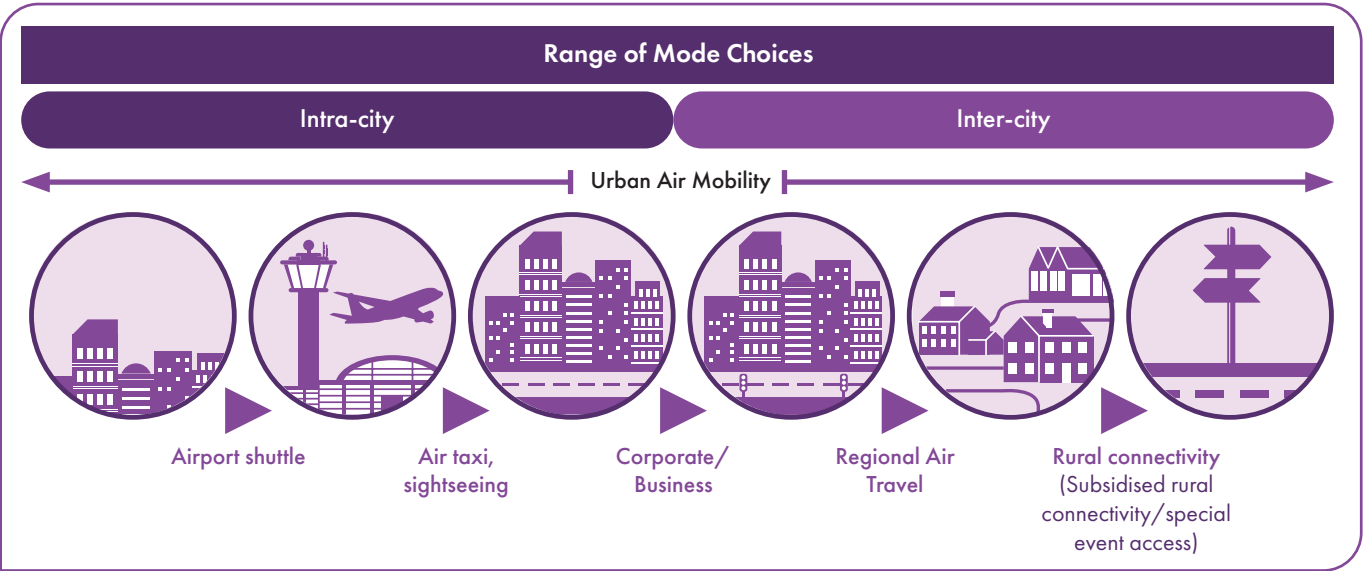 Range of Mode Choices
Intra-city
Inter-city
Urban Air Mobility
Airport shuttle
Air taxi,
sightseeing
Corporate/
Business
Regional Air
Travel
Rural connectivity
(Subsidised rural
connectivity/special
event access)